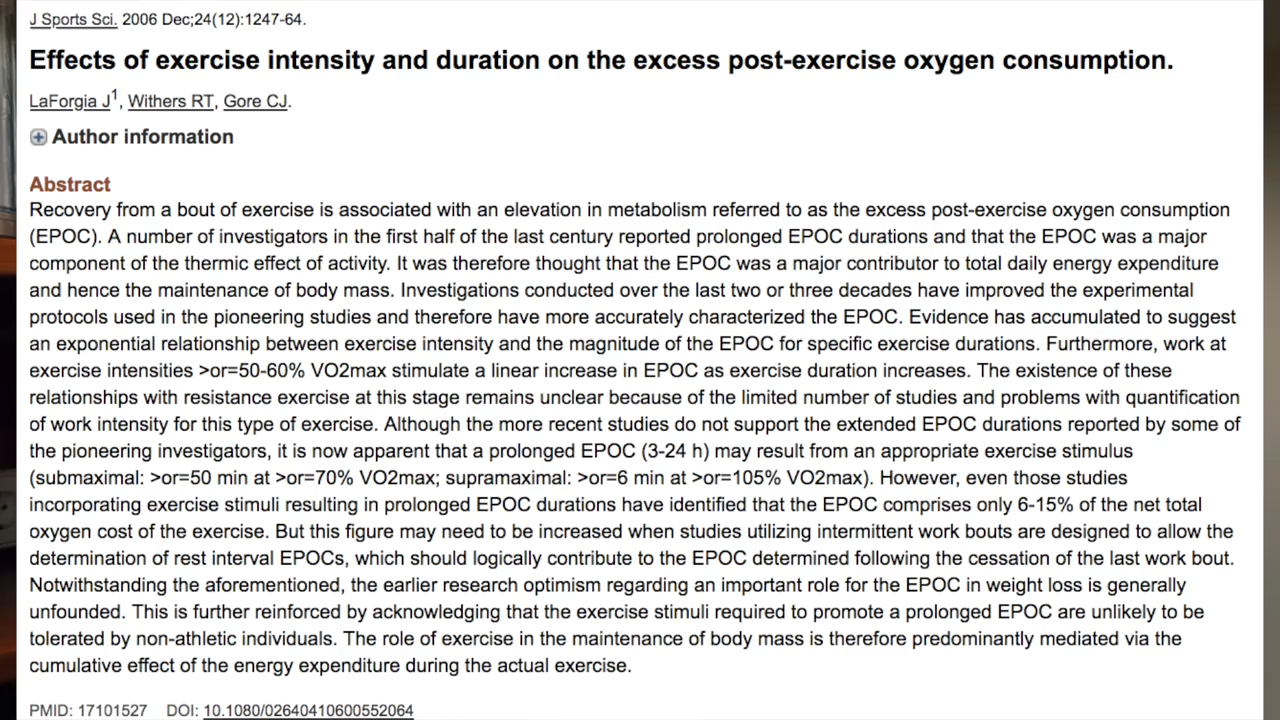 J Sports Sci. 2006 Dec;24(12):1247-64.
Effects of exercise intensity and duration on the excess post-exercise oxygen consumption.
LaForgia J1, Withers RT, Gore CJ.
Author information
Abstract
Recovery from a bout of exercise is associated with an elevation in metabolism referred to as the excess post-exercise oxygen consumption
(EPOC). A number of investigators in the first half of the last century reported prolonged EPOC durations and that the EPOC was a major
component of the thermic effect of activity. It was therefore thought that the EPOC was a major contributor to total daily energy expenditure
and hence the maintenance of body mass. Investigations conducted over the last two or three decades have improved the experimental
protocols used in the pioneering studies and therefore have more accurately characterized the EPOC. Evidence has accumulated to suggest
an exponential relationship between exercise intensity and the magnitude of the EPOC for specific exercise durations. Furthermore, work at
exercise intensities >or=50-60% VO2max stimulate a linear increase in EPOC as exercise duration increases. The existence of these
relationships with resistance exercise at this stage remains unclear because of the limited number of studies and problems with quantification
of work intensity for this type of exercise. Although the more recent studies do not support the extended EPOC durations reported by some of
the pioneering investigators, it is now apparent that a prolonged EPOC (3-24 h) may result from an appropriate exercise stimulus
(submaximal: >or=50 min at >or=70% VO2max; supramaximal: >or=6 min at >or=105% VO2max). However, even those studies
incorporating exercise stimuli resulting in prolonged EPOC durations have identified that the EPOC comprises only 6-15% of the net total
oxygen cost of the exercise. But this figure may need to be increased when studies utilizing intermittent work bouts are designed to allow the
determination of rest interval EPOCs, which should logically contribute to the EPOC determined following the cessation of the last work bout.
Notwithstanding the aforementioned, the earlier research optimism regarding an important role for the EPOC in weight loss is generally
unfounded. This is further reinforced by acknowledging that the exercise stimuli required to promote a prolonged EPOC are unlikely to be
tolerated by non-athletic individuals. The role of exercise in the maintenance of body mass is therefore predominantly mediated via the
cumulative effect of the energy expenditure during the actual exercise.
PMID: 17101527 DOI: 10.1080/02640410600552064